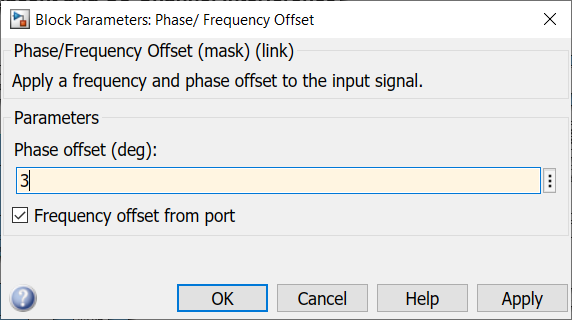 Block Parameters: Phase/ Frequency Offset
Phase/Frequency Offset (mask) (link)
Apply a frequency and phase offset to the input signal.
Parameters
Phase offset (deg):
3
Frequency offset from port
?
OK Cancel Help Apply